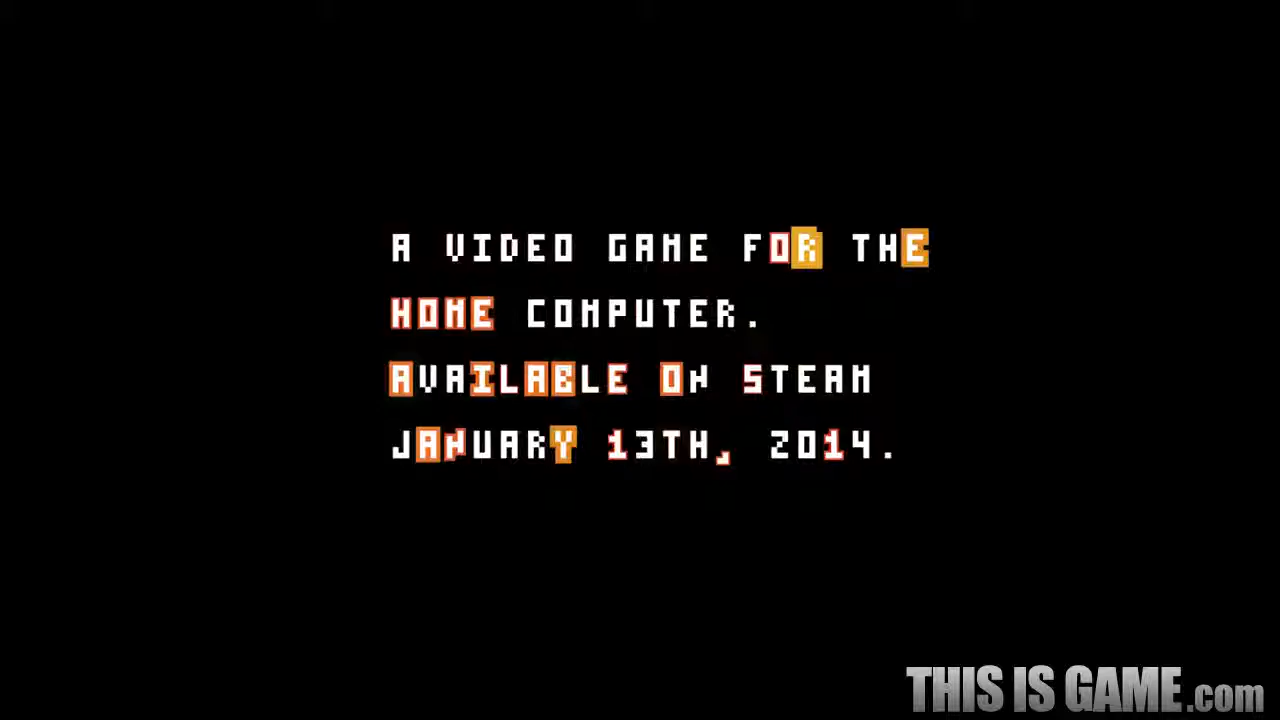 A VIDEO GAME FOR THE
HOME COMPUTER.
AVAILABLE ON STEAM
JANUARY 13TH, 2014.
THIS IS GAME.com